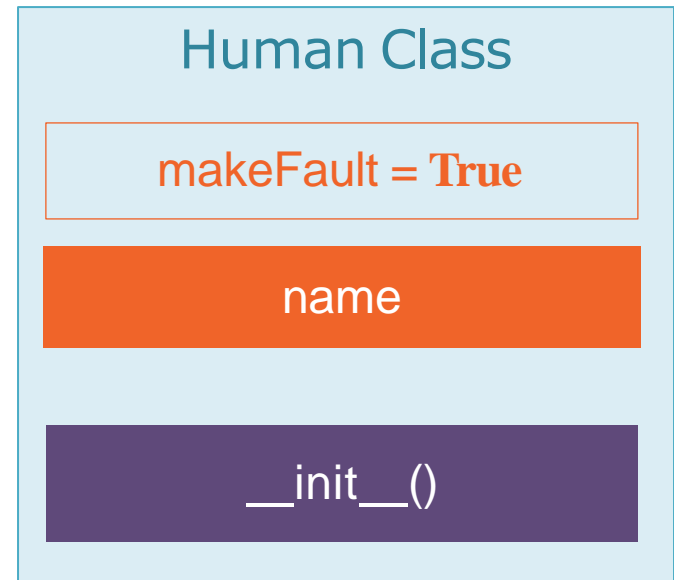 Human Class
makeFault = True
name
__init__()